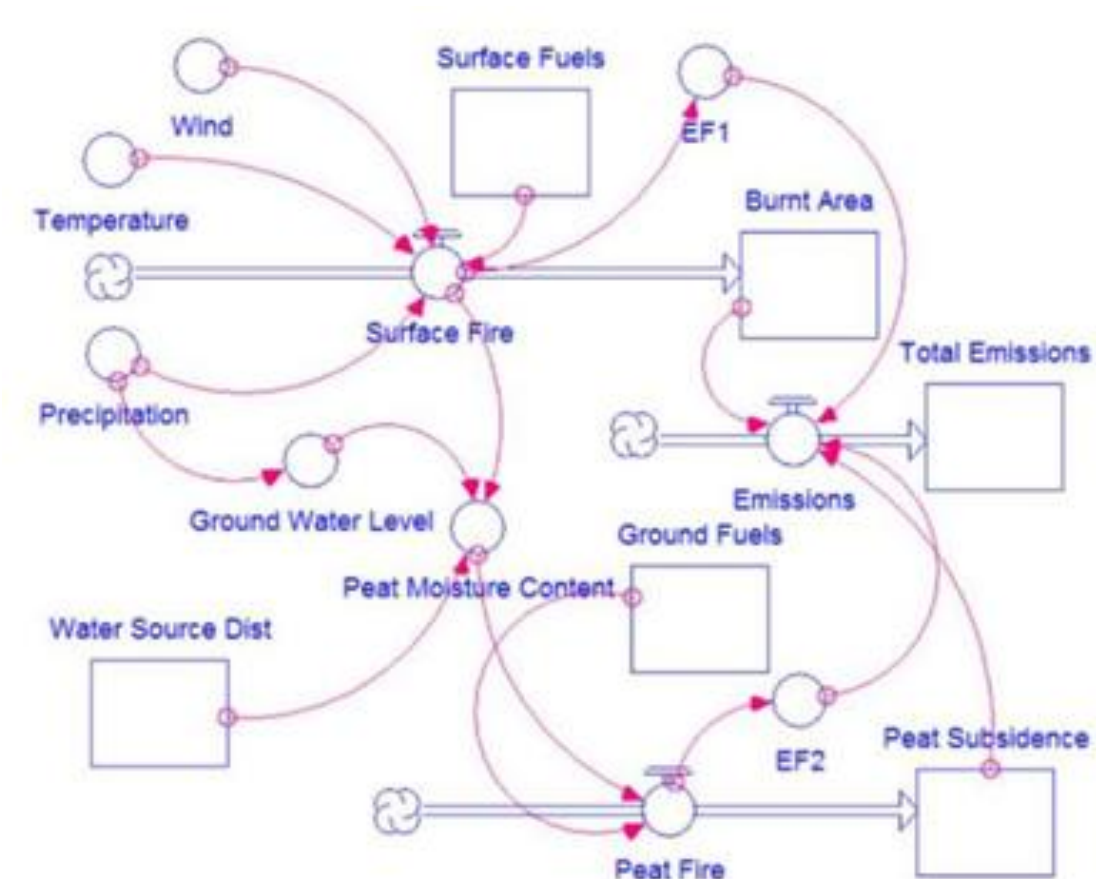 Surface Fuels
Wind
EF1
Temperature
Burnt Area
Surface Fire
Total Emissions
Precipitation
Emissions
Ground Water Level
Ground Fuels
Peat Moisture Content
Water Source Dist
Peat Subsidence
EF2
Peat Fire